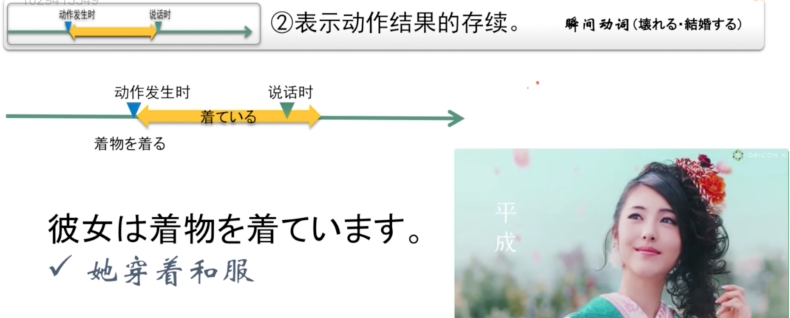 动作发生时 说话时
②表示动作结果的存续。 瞬间动词（壊れる・結婚する）
动作发生时 说话时
着ている
着物を着る
平成
彼女は着物を着ています。
✓ 她穿着和服